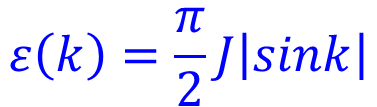 ε(k) = π/2 J|sink|